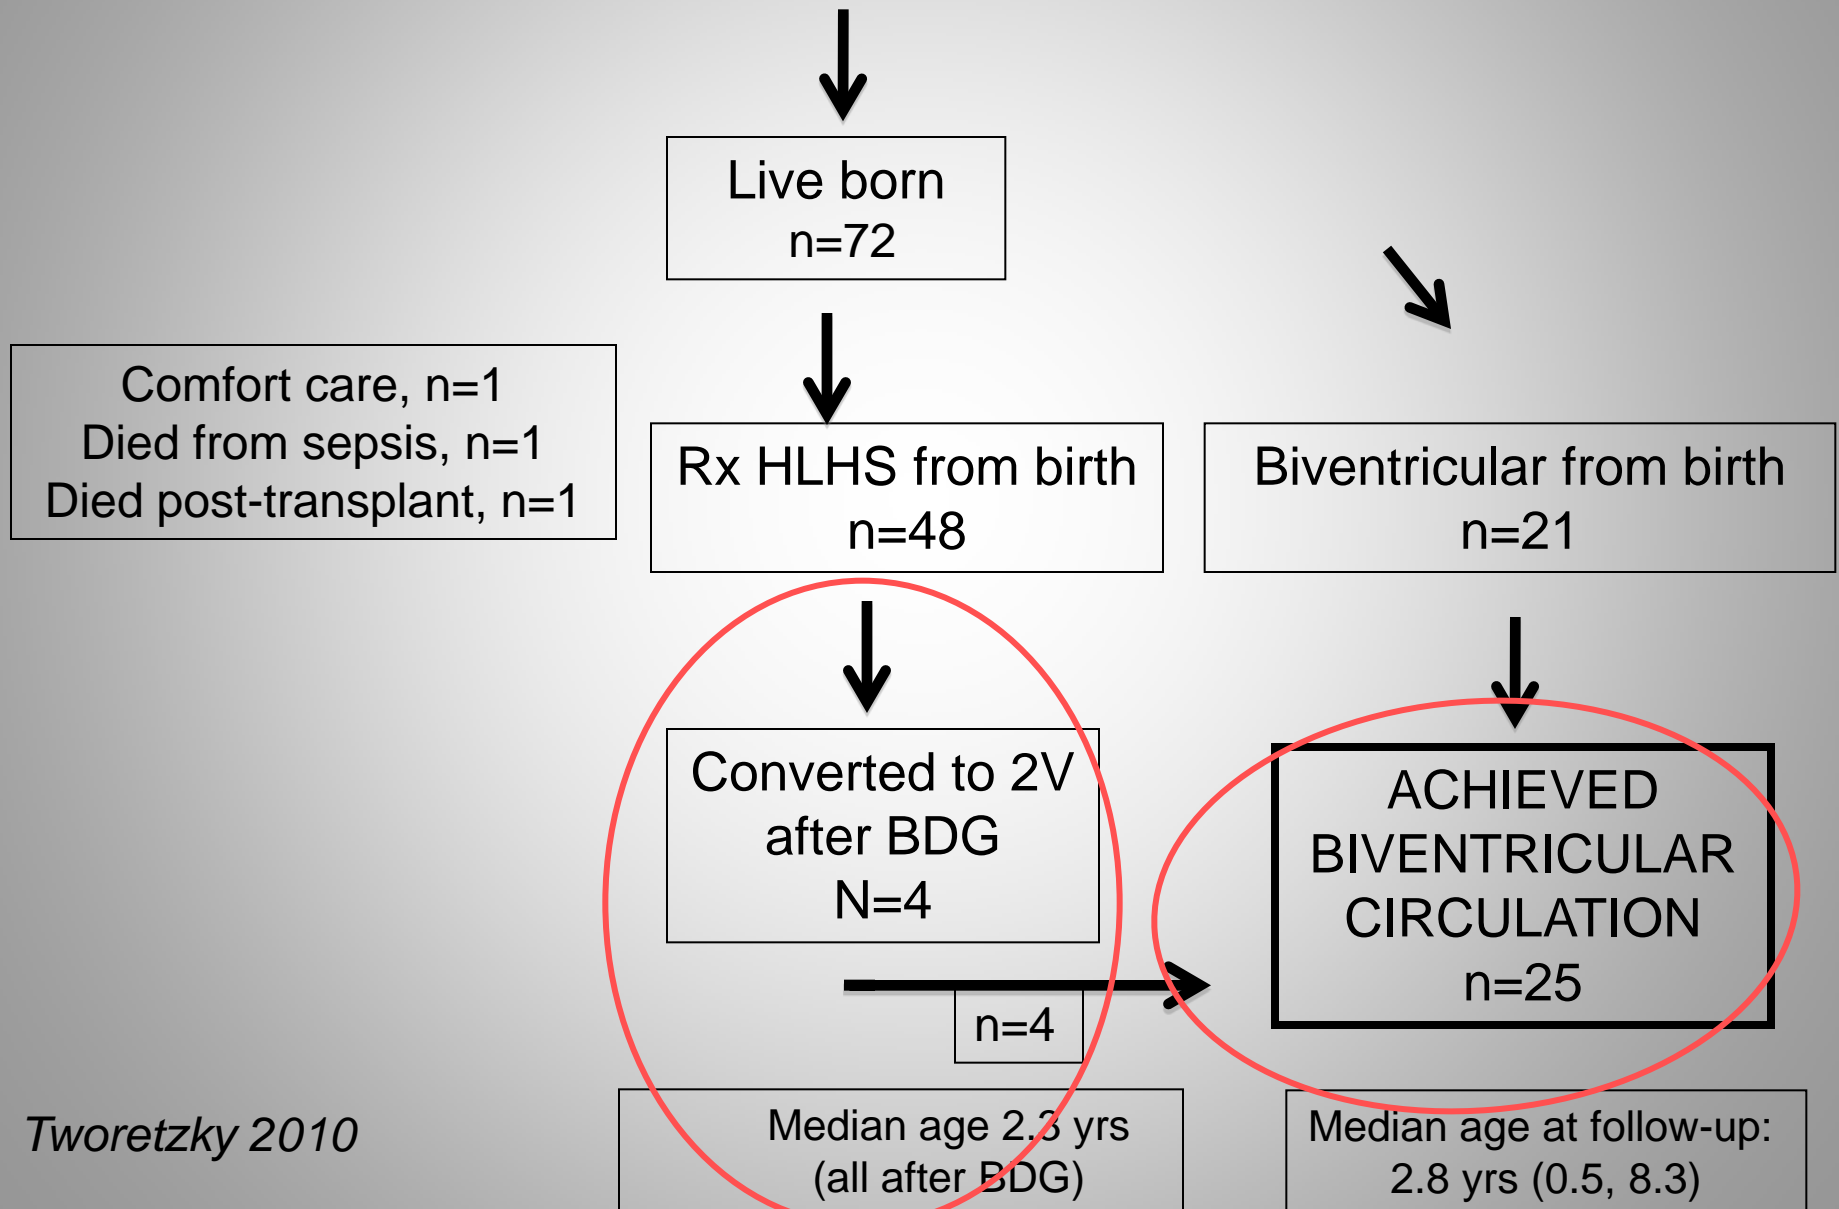 Live born
n=72
Comfort care, n=1
Died from sepsis, n=1
Died post-transplant, n=1
Rx HLHS from birth
n=48
Biventricular from birth
n=21
Converted to 2V
after BDG
N=4
ACHIEVED
BIVENTRICULAR
CIRCULATION
n=25
n=4
Median age 2.3 yrs
(all after BDG)
Median age at follow-up:
2.8 yrs (0.5, 8.3)
Tworetzky 2010